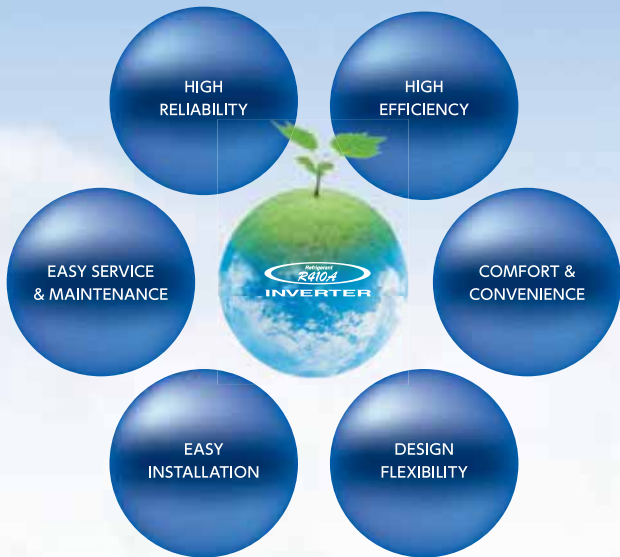 HIGH
RELIABILITY
HIGH
EFFICIENCY
EASY SERVICE
& MAINTENANCE
Refrigerant
R410A
INVERTER
COMFORT &
CONVENIENCE
EASY
INSTALLATION
DESIGN
FLEXIBILITY